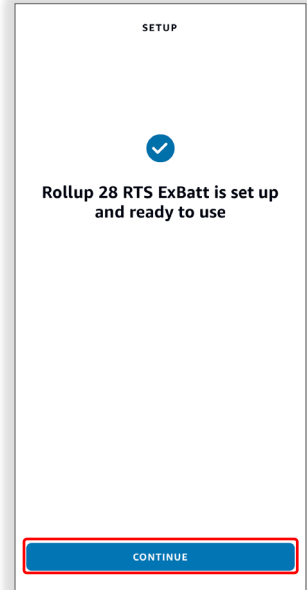 SETUP
Rollup 28 RTS ExBatt is set up
and ready to use
CONTINUE